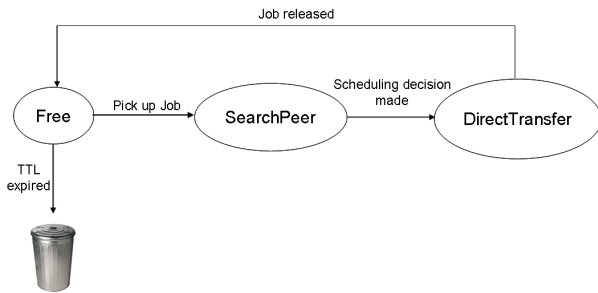 Job released
Free
Pick up Job
SearchPeer
Scheduling decision
made
DirectTransfer
TTL
expired